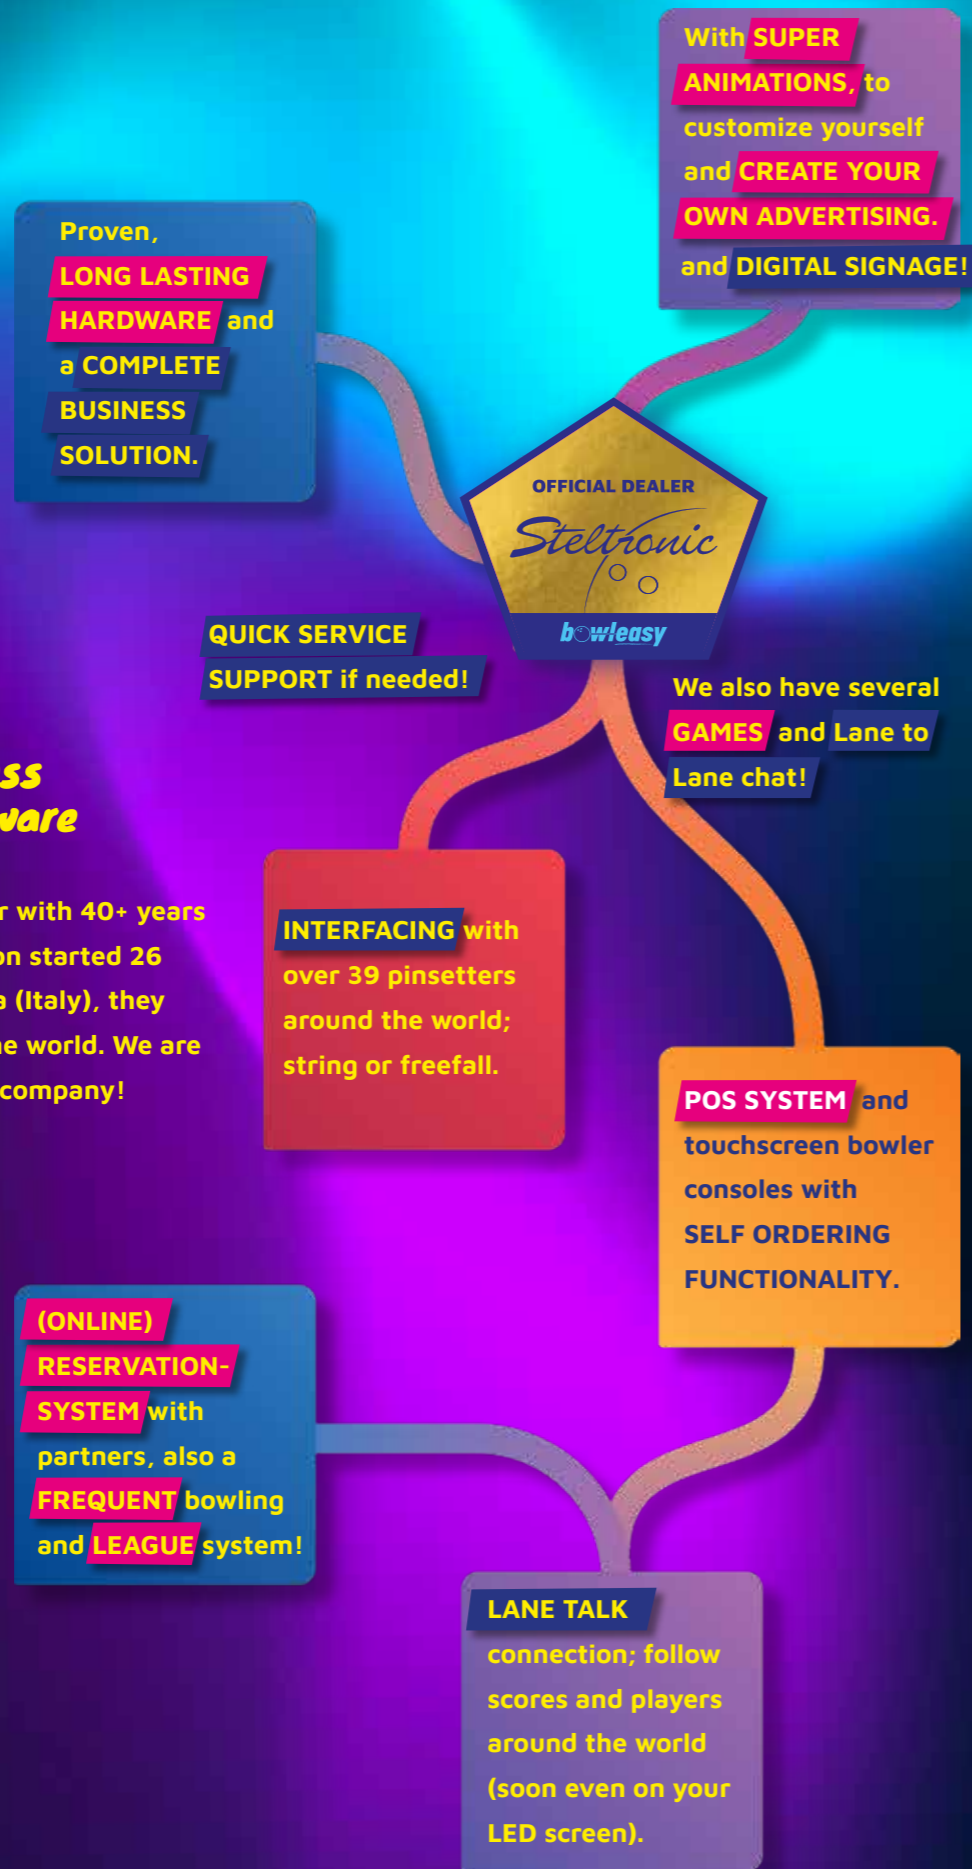 With SUPER
ANIMATIONS, to
customize yourself
and CREATE YOUR
OWN ADVERTISING.
and DIGITAL SIGNAGE!
Proven,
LONG LASTING
HARDWARE and
a COMPLETE
BUSINESS
SOLUTION.
OFFICIAL DEALER
Steltronic
bowleasy
QUICK SERVICE
SUPPORT if needed!
We also have several
GAMES and Lane to
Lane chat!
ss
ware
r with 40+ years
on started 26
a (Italy), they
ne world. We are
company!
INTERFACING with
over 39 pinsetters
around the world;
string or freefall.
POS SYSTEM and
touchscreen bowler
consoles with
SELF ORDERING
FUNCTIONALITY.
(ONLINE)
RESERVATION-
SYSTEM with
partners, also a
FREQUENT bowling
and LEAGUE system!
LANE TALK
connection; follow
scores and players
around the world
(soon even on your
LED screen).